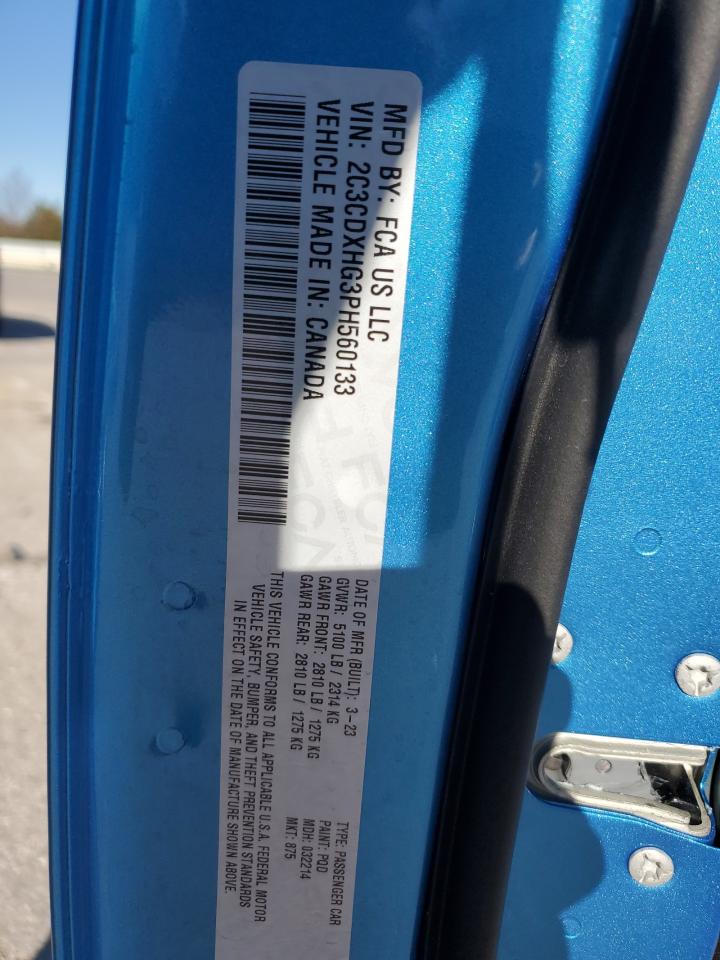 MFD BY: FCA US LLC
VIN: 2C3CDXHG3PH560133
VEHICLE MADE IN: CANADA
DATE OF MFR (BUILT): 3-23
GVWR: 5100 LB / 2314 KG
GAWR FRONT: 2810 LB / 1275 KG
GAWR REAR: 2810 LB / 1275 KG
THIS VEHICLE CONFORMS TO ALL APPLICABLE U.S.A. FEDERAL MOTOR
VEHICLE SAFETY, BUMPER, AND THEFT PREVENTION STANDARDS
IN EFFECT ON THE DATE OF MANUFACTURE SHOWN ABOVE.
TYPE: PASSENGER CAR
PAINT: PQD
MDH: 032214
MKT: 875